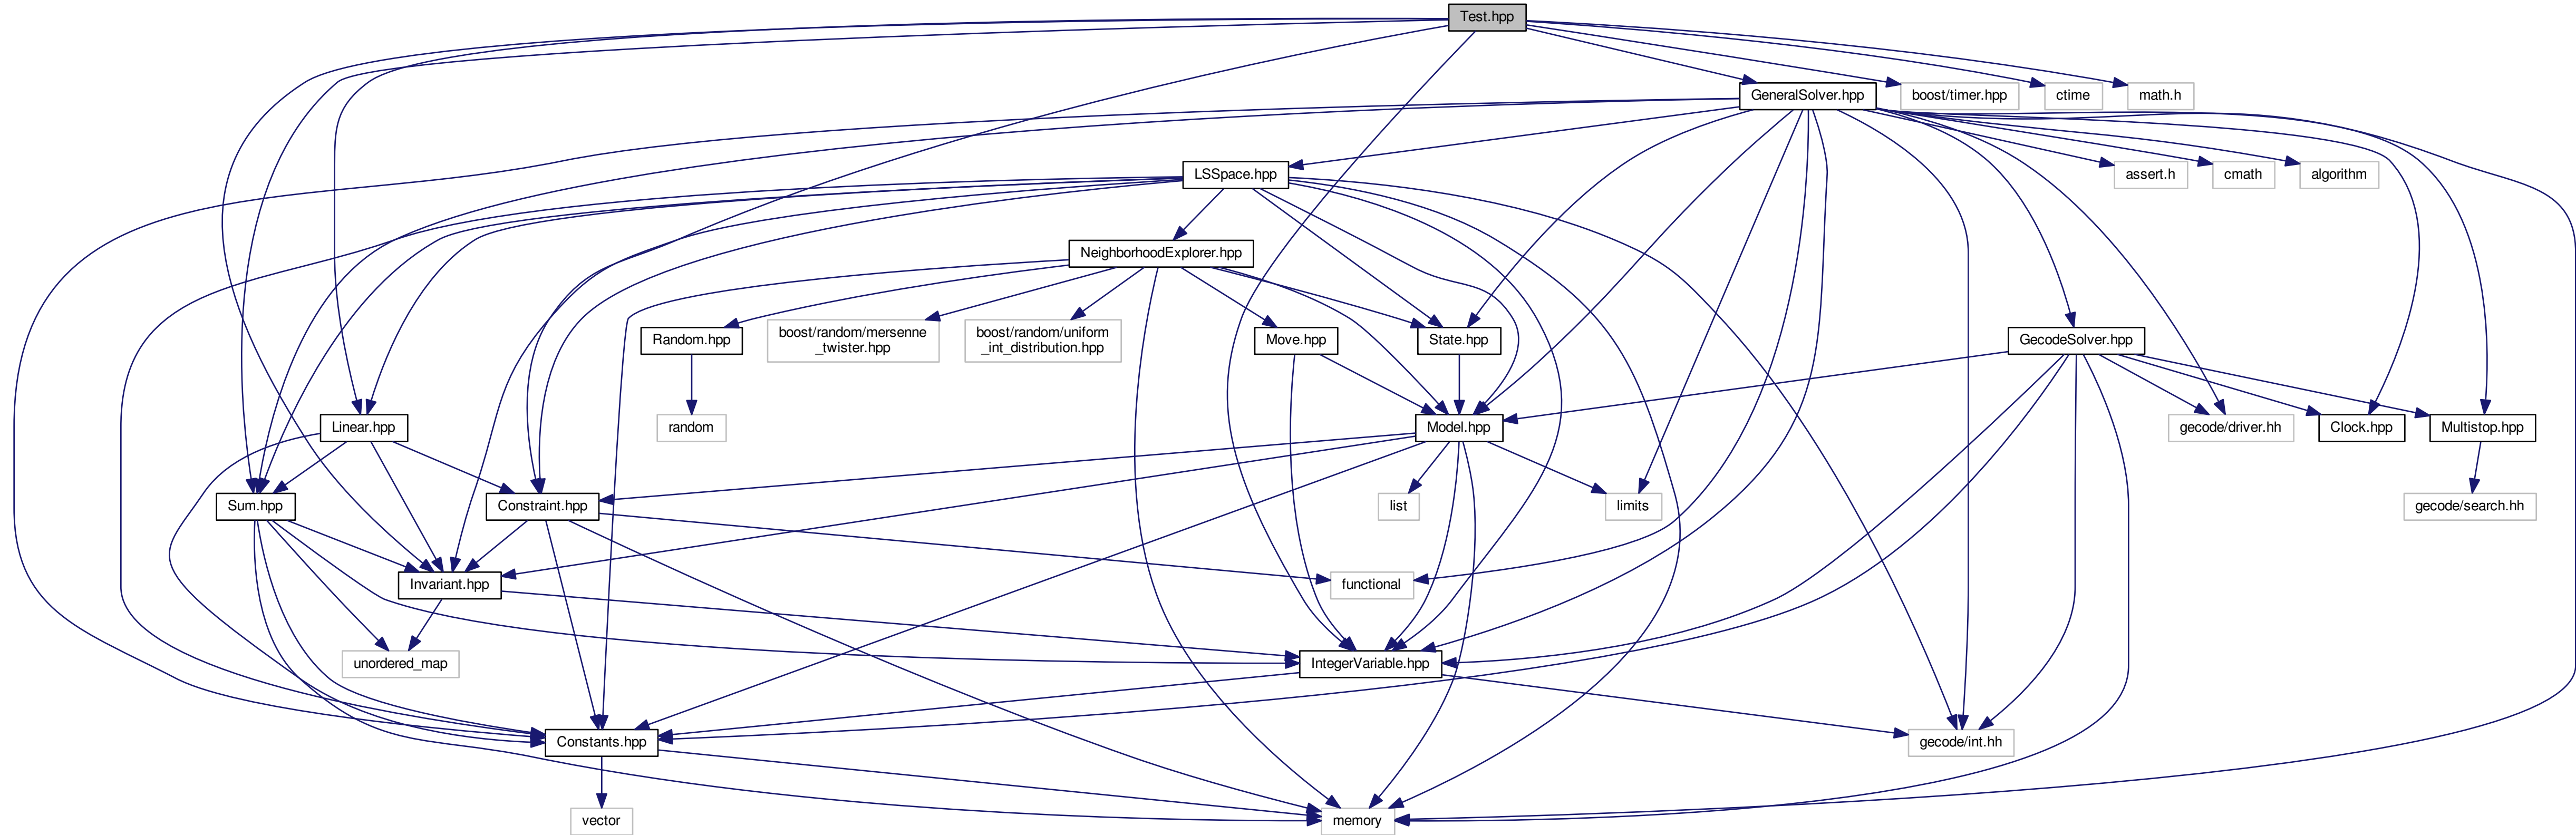 Test.hpp
GeneralSolver.hpp
boost/timer.hpp
ctime
math.h
LSSpace.hpp
assert.h
cmath
algorithm
NeighborhoodExplorer.hpp
Random.hpp
boost/random/mersenne
_twister.hpp
boost/random/uniform
_int_distribution.hpp
Move.hpp
State.hpp
GecodeSolver.hpp
Linear.hpp
random
Model.hpp
gecode/driver.hh
Clock.hpp
Multistop.hpp
Sum.hpp
Constraint.hpp
list
limits
gecode/search.hh
Invariant.hpp
functional
unordered_map
IntegerVariable.hpp
Constants.hpp
gecode/int.hh
vector
memory